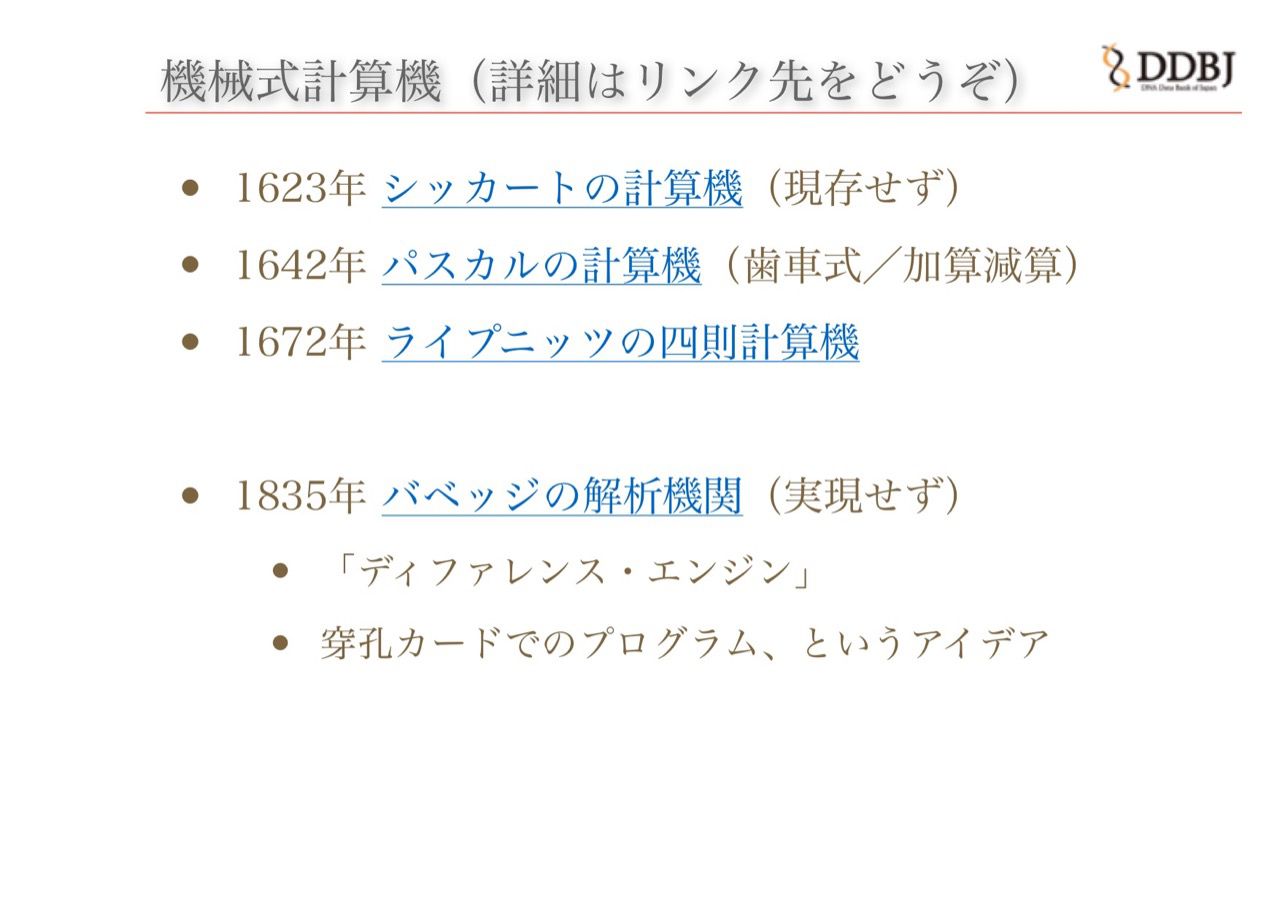 機械式計算機（詳細はリンク先をどうぞ）
DDBJ
DNA Data Bank of Japan
• 1623年 シッカートの計算機（現存せず）
• 1642年 パスカルの計算機（歯車式／加算減算）
• 1672年 ライプニッツの四則計算機
• 1835年 バベッジの解析機関（実現せず）
• 「ディファレンス・エンジン」
• 穿孔カードでのプログラム、というアイデア